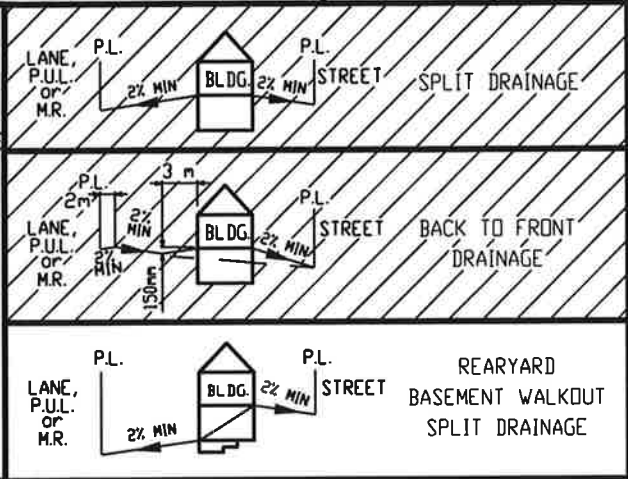 P.L.
P.L.
LANE,
P.U.L.
or
M.R.
2% MIN
BLDG.
2% MIN
STREET
SPLIT DRAINAGE
3 m
P.L.
2m
P.L.
2% MIN
LANE,
P.U.L.
or
M.R.
2% MIN
BLDG.
2% MIN
STREET
BACK TO FRONT
DRAINAGE
150mm
P.L.
P.L.
LANE,
P.U.L.
or
M.R.
2% MIN
BLDG.
2% MIN
STREET
REARYARD
BASEMENT WALKOUT
SPLIT DRAINAGE